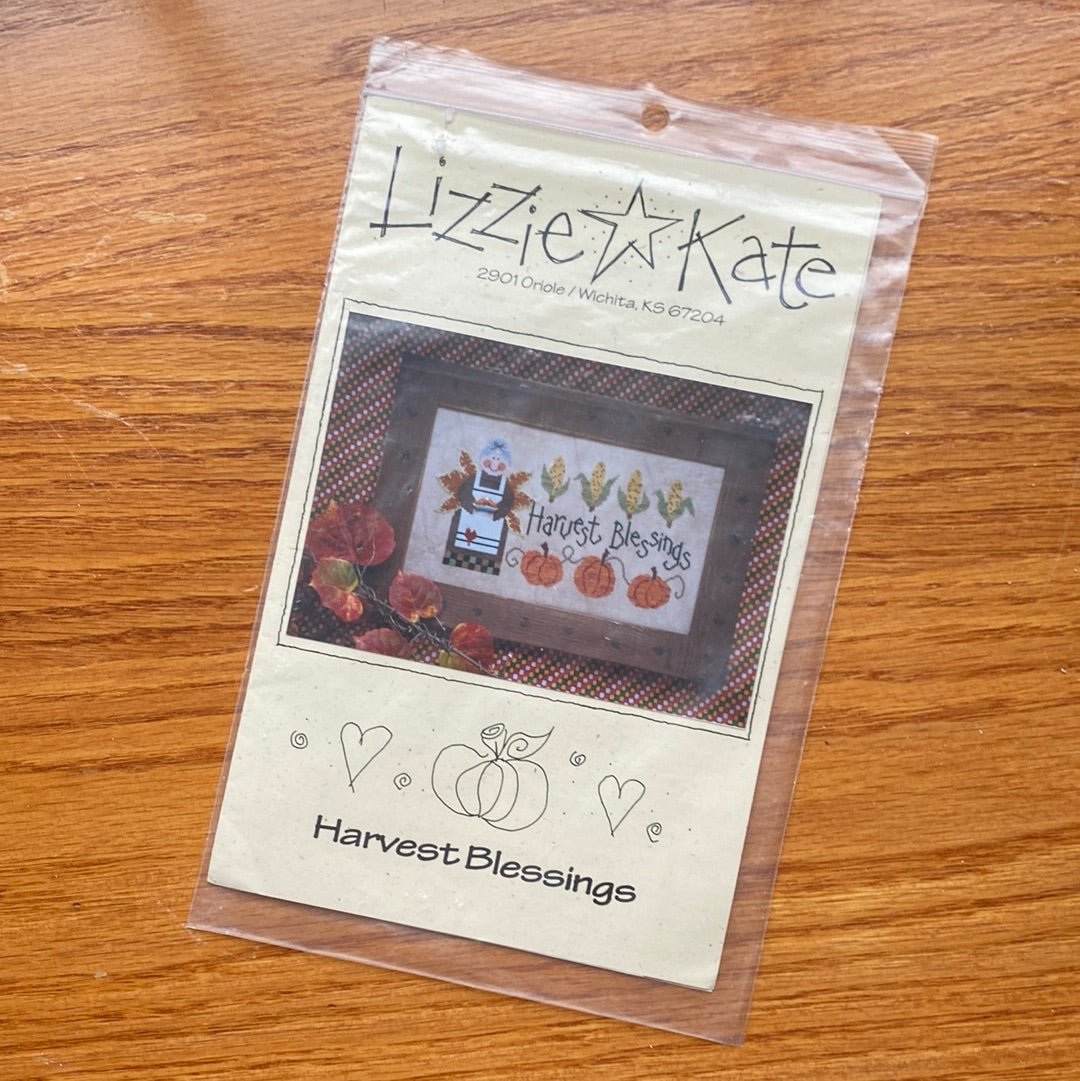 Lizzie Kate
2901 Oriole / Wichita, KS 67204
Harvest Blessings
Harvest Blessings